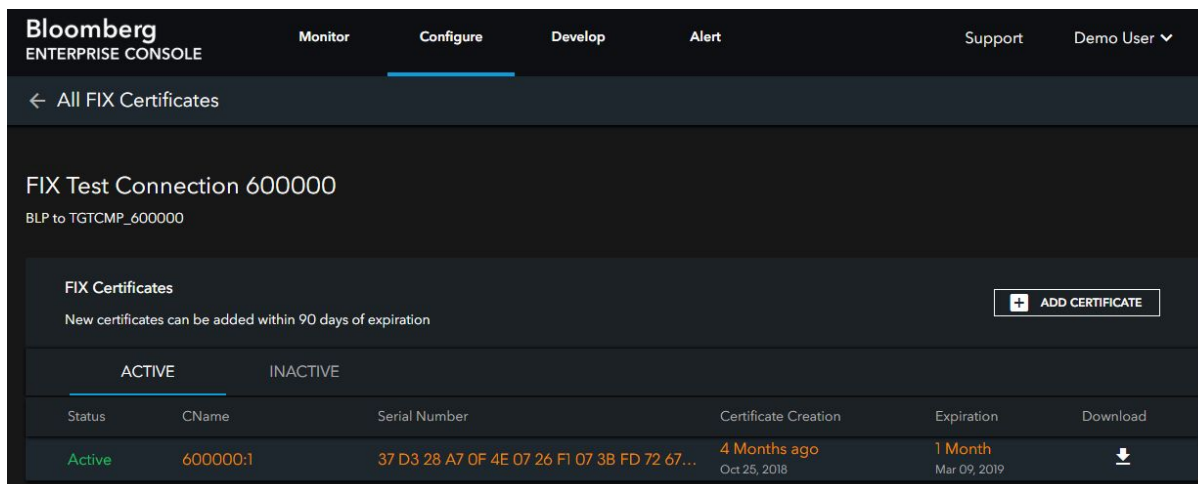 Bloomberg
ENTERPRISE CONSOLE
Monitor Configure Develop Alert Support Demo User
← All FIX Certificates
FIX Test Connection 600000
BLP to TGTCMP_600000
FIX Certificates
ADD CERTIFICATE
New certificates can be added within 90 days of expiration
ACTIVE INACTIVE
Status CName Serial Number Certificate Creation Expiration Download
Active 600000:1 37 D3 28 A7 0F 4E 07 26 F1 07 3B FD 72 67... 4 Months ago 1 Month
Oct 25, 2018 Mar 09, 2019